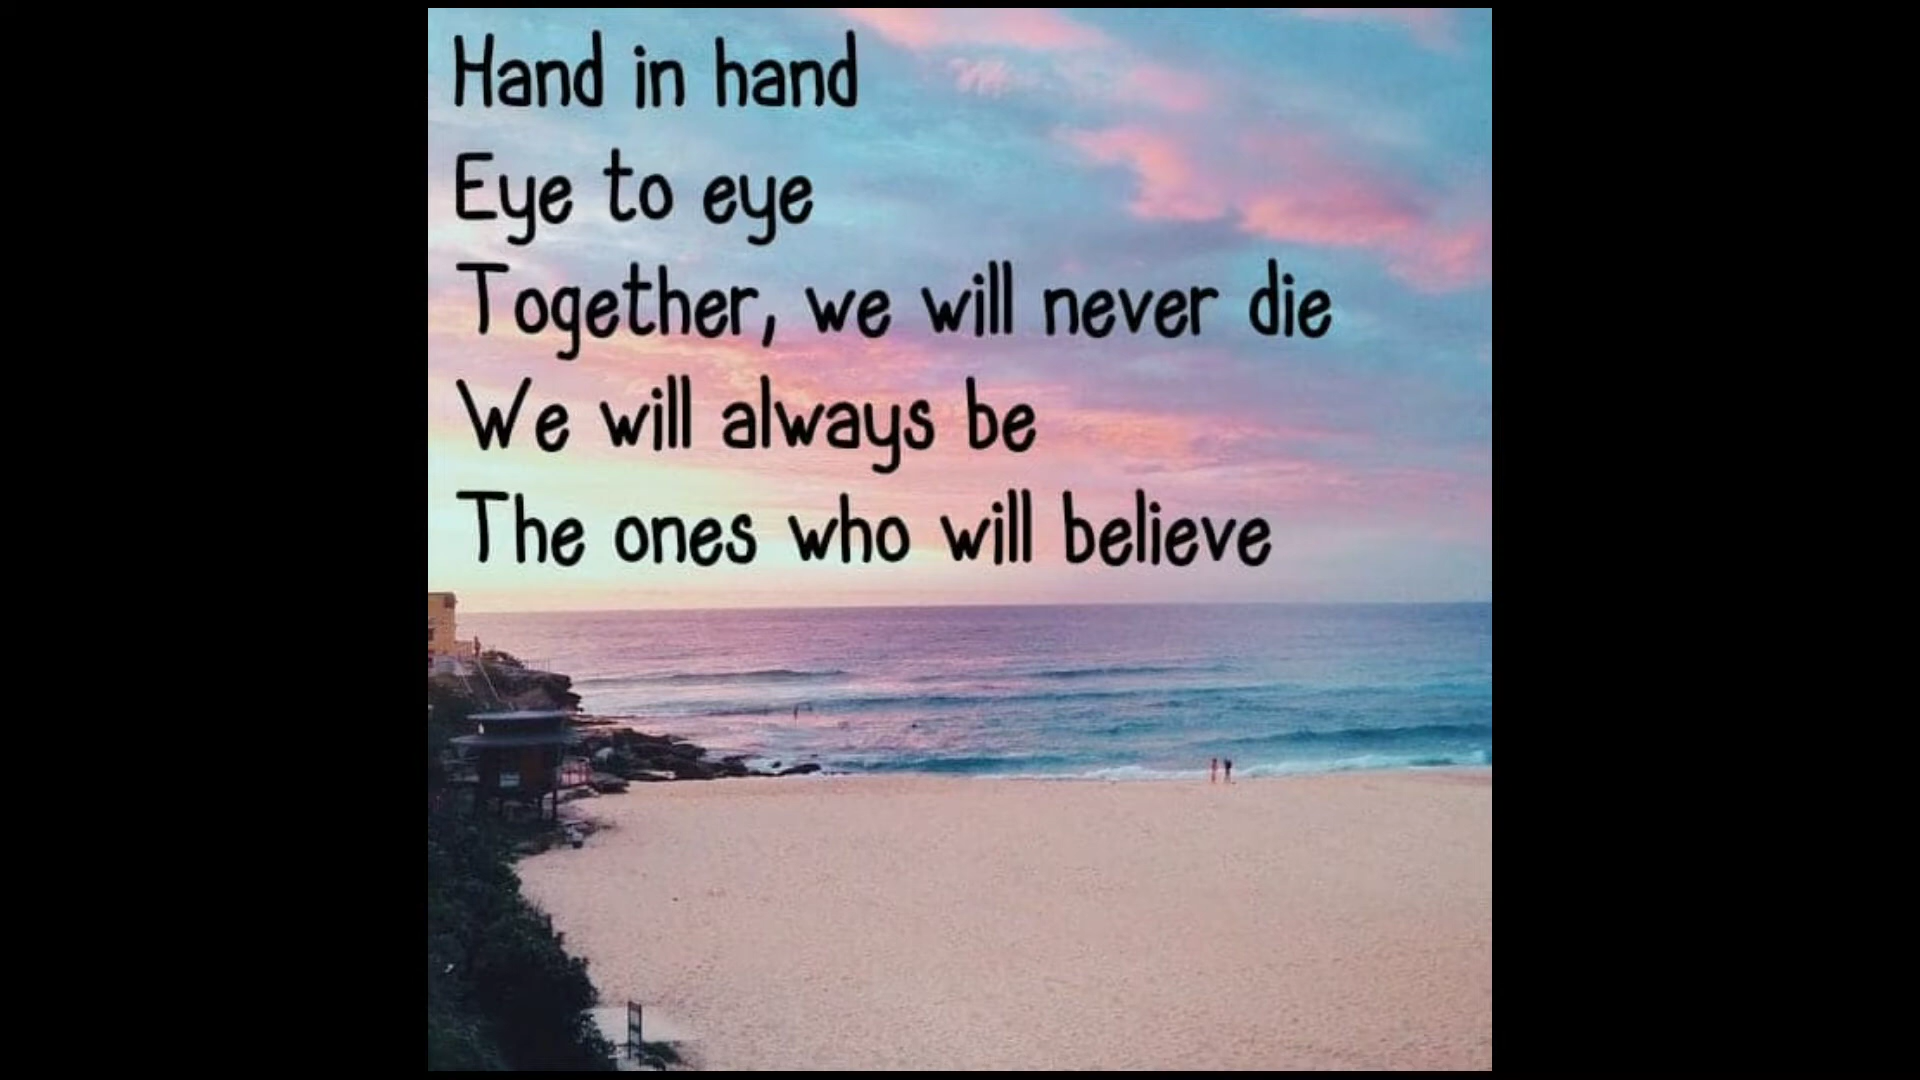 Hand in hand
Eye to eye
Together, we will never die
We will always be
The ones who will believe